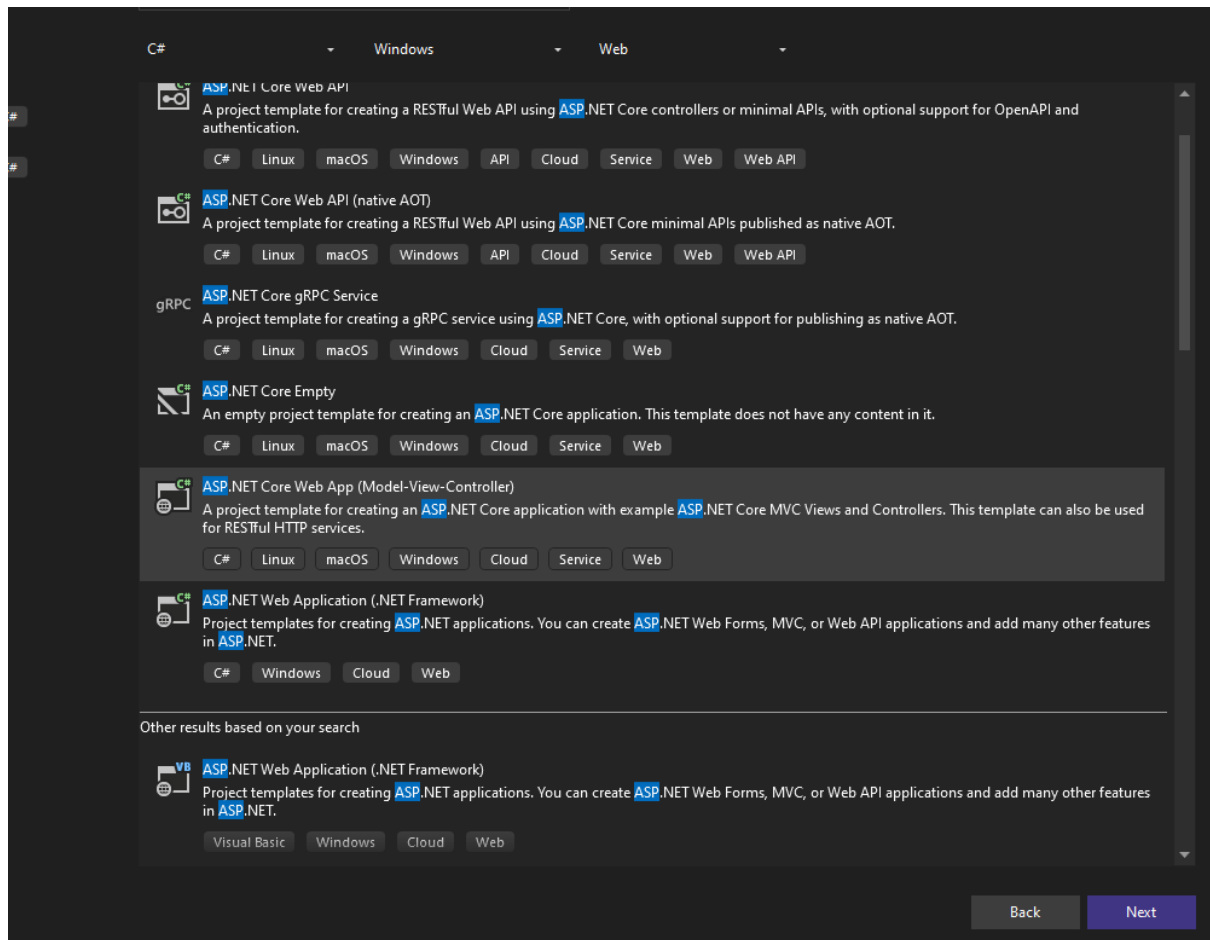 C# Windows Web
ASP.NET Core Web API
A project template for creating a RESTful Web API using ASP.NET Core controllers or minimal APIs, with optional support for OpenAPI and
authentication.
C# Linux macOS Windows API Cloud Service Web Web API
C#
ASP.NET Core Web API (native AOT)
A project template for creating a RESTful Web API using ASP.NET Core minimal APIs published as native AOT.
C# Linux macOS Windows API Cloud Service Web Web API
gRPC
ASP.NET Core gRPC Service
A project template for creating a gRPC service using ASP.NET Core, with optional support for publishing as native AOT.
C# Linux macOS Windows Cloud Service Web
C#
ASP.NET Core Empty
An empty project template for creating an ASP.NET Core application. This template does not have any content in it.
C# Linux macOS Windows Cloud Service Web
C#
ASP.NET Core Web App (Model-View-Controller)
A project template for creating an ASP.NET Core application with example ASP.NET Core MVC Views and Controllers. This template can also be used
for RESTful HTTP services.
C# Linux macOS Windows Cloud Service Web
C#
ASP.NET Web Application (.NET Framework)
Project templates for creating ASP.NET applications. You can create ASP.NET Web Forms, MVC, or Web API applications and add many other features
in ASP.NET.
C# Windows Cloud Web
Other results based on your search
VB
ASP.NET Web Application (.NET Framework)
Project templates for creating ASP.NET applications. You can create ASP.NET Web Forms, MVC, or Web API applications and add many other features
in ASP.NET.
Visual Basic Windows Cloud Web
Back Next